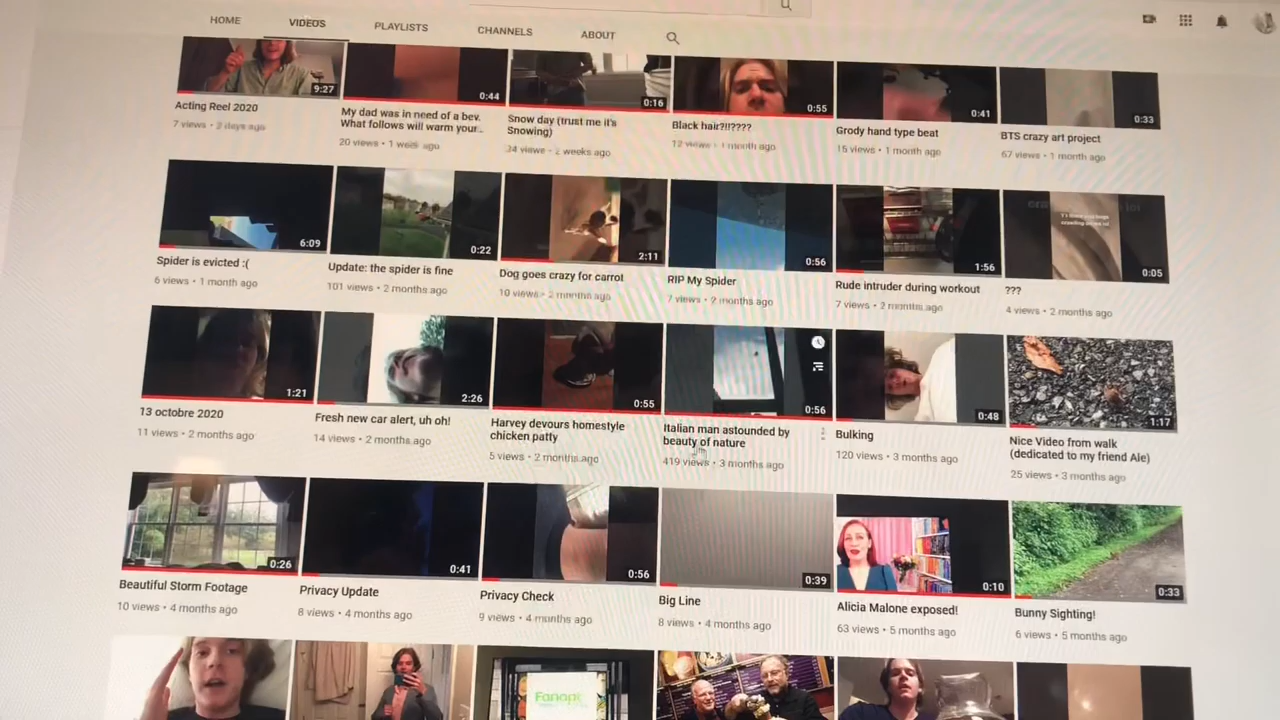 HOME VIDEOS PLAYLISTS CHANNELS ABOUT
9:27 0:44 0:16 0:55 0:41 0:33
Acting Reel 2020
7 views • 2 days ago
My dad was in need of a bev.
What follows will warm your...
20 views • 1 week ago
Snow day (trust me it's
Snowing)
34 views • 2 weeks ago
Black hair?!!????
12 views • 1 month ago
Grody hand type beat
15 views • 1 month ago
BTS crazy art project
67 views • 1 month ago
6:09 0:22 2:11 0:56 1:56 0:05
Spider is evicted :(
6 views • 1 month ago
Update: the spider is fine
101 views • 2 months ago
Dog goes crazy for carrot
10 views • 2 months ago
RIP My Spider
7 views • 2 months ago
Rude intruder during workout
7 views • 2 months ago
???
4 views • 2 months ago
1:21 2:26 0:55 0:56 0:48 1:17
13 octobre 2020
11 views • 2 months ago
Fresh new car alert, uh oh!
14 views • 2 months ago
Harvey devours homestyle
chicken patty
5 views • 2 months ago
Italian man astounded by
beauty of nature
419 views • 3 months ago
Bulking
120 views • 3 months ago
Nice Video from walk
(dedicated to my friend Ale)
25 views • 3 months ago
0:26 0:41 0:56 0:39 0:10 0:33
Beautiful Storm Footage
10 views • 4 months ago
Privacy Update
8 views • 4 months ago
Privacy Check
9 views • 4 months ago
Big Line
8 views • 4 months ago
Alicia Malone exposed!
63 views • 5 months ago
Bunny Sighting!
6 views • 5 months ago